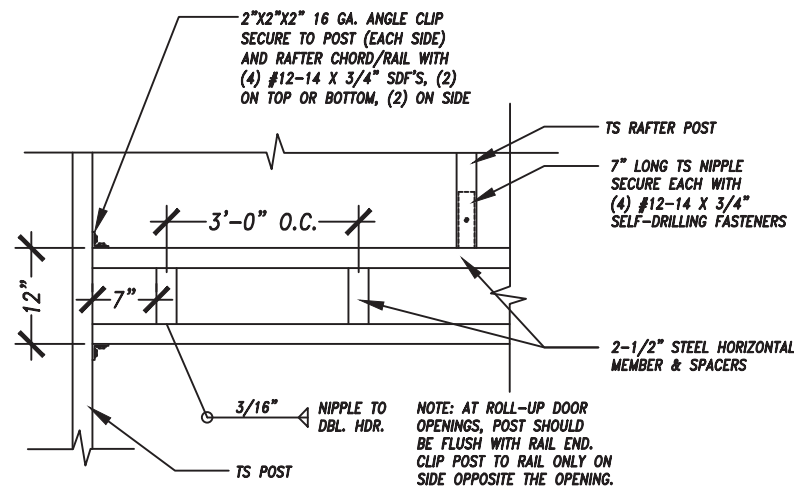 2"X2"X2" 16 GA. ANGLE CLIP
SECURE TO POST (EACH SIDE)
AND RAFTER CHORD/RAIL WITH
(4) #12-14 X 3/4" SDF'S, (2)
ON TOP OR BOTTOM, (2) ON SIDE
TS RAFTER POST
7" LONG TS NIPPLE
SECURE EACH WITH
(4) #12-14 X 3/4"
SELF-DRILLING FASTENERS
3'-0" O.C.
12"
7"
2-1/2" STEEL HORIZONTAL
MEMBER & SPACERS
3/16"
NIPPLE TO
DBL. HDR.
NOTE: AT ROLL-UP DOOR
OPENINGS, POST SHOULD
BE FLUSH WITH RAIL END.
CLIP POST TO RAIL ONLY ON
SIDE OPPOSITE THE OPENING.
TS POST